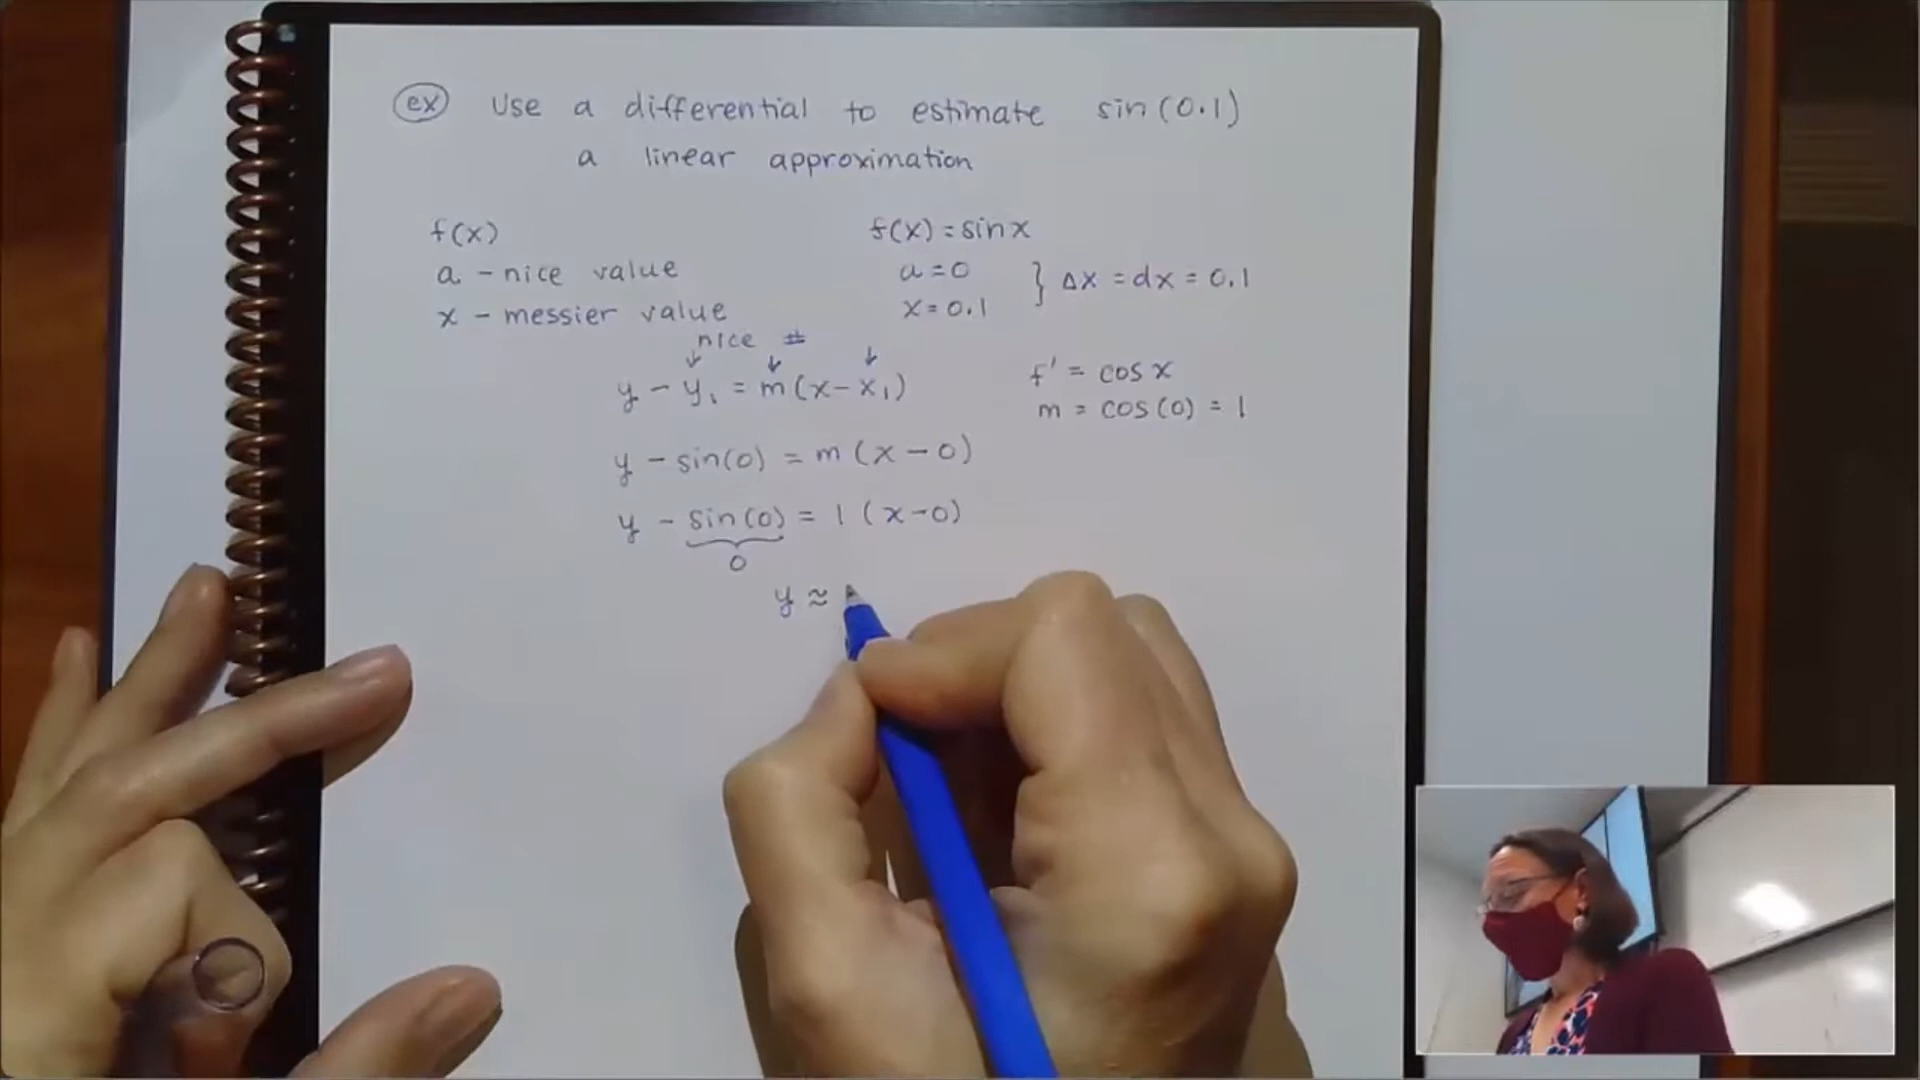 ex Use a differential to estimate sin(0.1)
a linear approximation
f(x) f(x) = sin x
a - nice value a = 0
x - messier value x = 0.1 } Δx = dx = 0.1
nice #
↓ ↓ ↓
y - y₁ = m(x - x₁) f' = cos x
m = cos(0) = 1
y - sin(0) = m(x - 0)
y - sin(0) = 1(x - 0)
0
y ≈